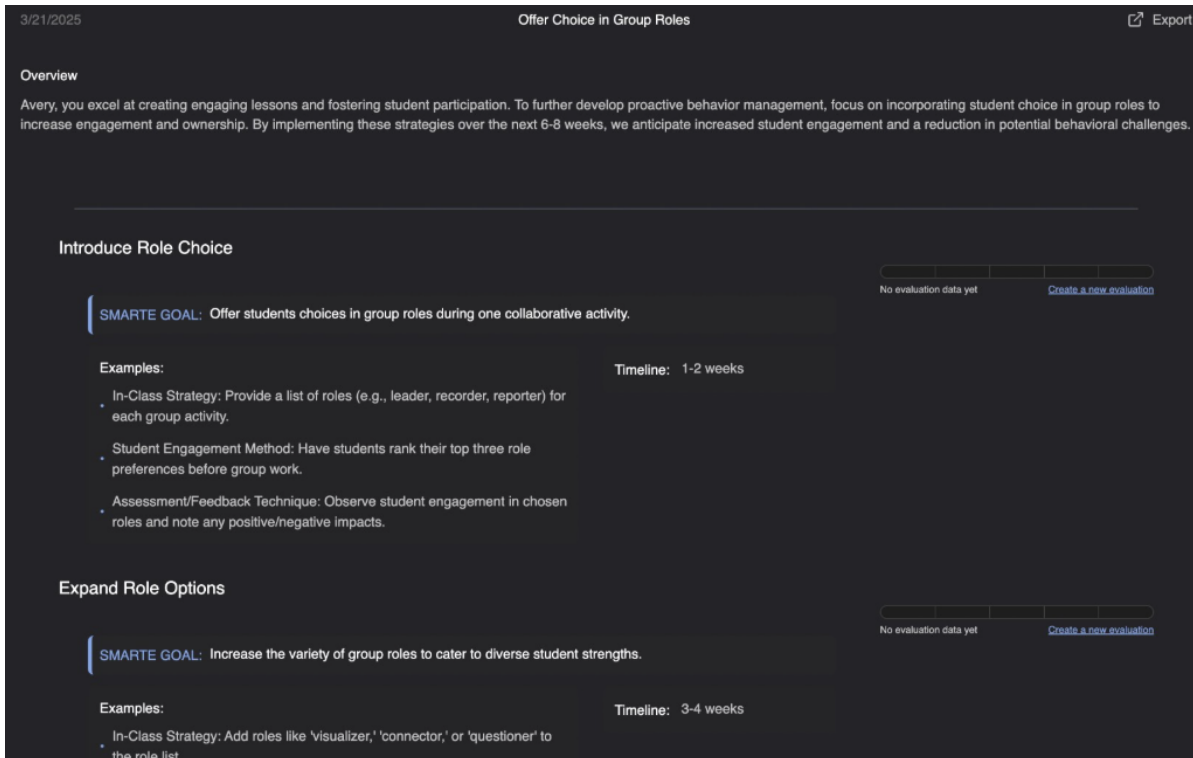 3/21/2025
Offer Choice in Group Roles
Export
Overview
Avery, you excel at creating engaging lessons and fostering student participation. To further develop proactive behavior management, focus on incorporating student choice in group roles to
increase engagement and ownership. By implementing these strategies over the next 6-8 weeks, we anticipate increased student engagement and a reduction in potential behavioral challenges.
Introduce Role Choice
No evaluation data yet
Create a new evaluation
SMARTE GOAL: Offer students choices in group roles during one collaborative activity.
Examples:
Timeline: 1-2 weeks
In-Class Strategy: Provide a list of roles (e.g., leader, recorder, reporter) for
each group activity.
Student Engagement Method: Have students rank their top three role
preferences before group work.
Assessment/Feedback Technique: Observe student engagement in chosen
roles and note any positive/negative impacts.
Expand Role Options
No evaluation data yet
Create a new evaluation
SMARTE GOAL: Increase the variety of group roles to cater to diverse student strengths.
Examples:
Timeline: 3-4 weeks
In-Class Strategy: Add roles like 'visualizer,' 'connector,' or 'questioner' to
the role list.